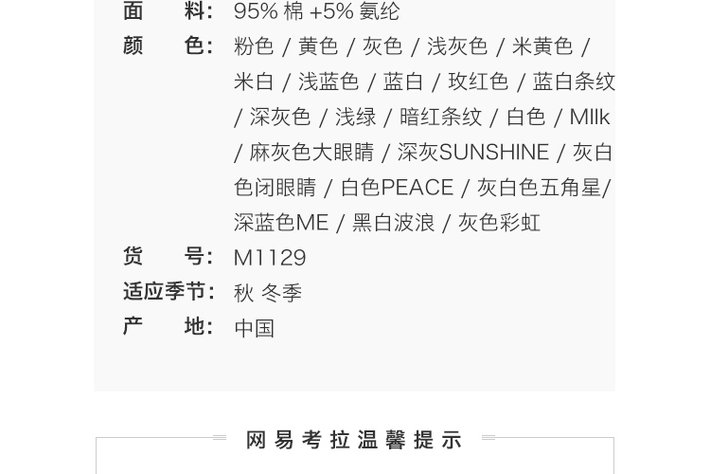 面 料： 95% 棉 +5% 氨纶
颜 色： 粉色 / 黄色 / 灰色 / 浅灰色 / 米黄色 /
米白 / 浅蓝色 / 蓝白 / 玫红色 / 蓝白条纹
/ 深灰色 / 浅绿 / 暗红条纹 / 白色 / MIlk
/ 麻灰色大眼睛 / 深灰SUNSHINE / 灰白
色闭眼睛 / 白色PEACE / 灰白色五角星/
深蓝色ME / 黑白波浪 / 灰色彩虹
货 号： M1129
适应季节： 秋 冬季
产 地： 中国
网易考拉温馨提示